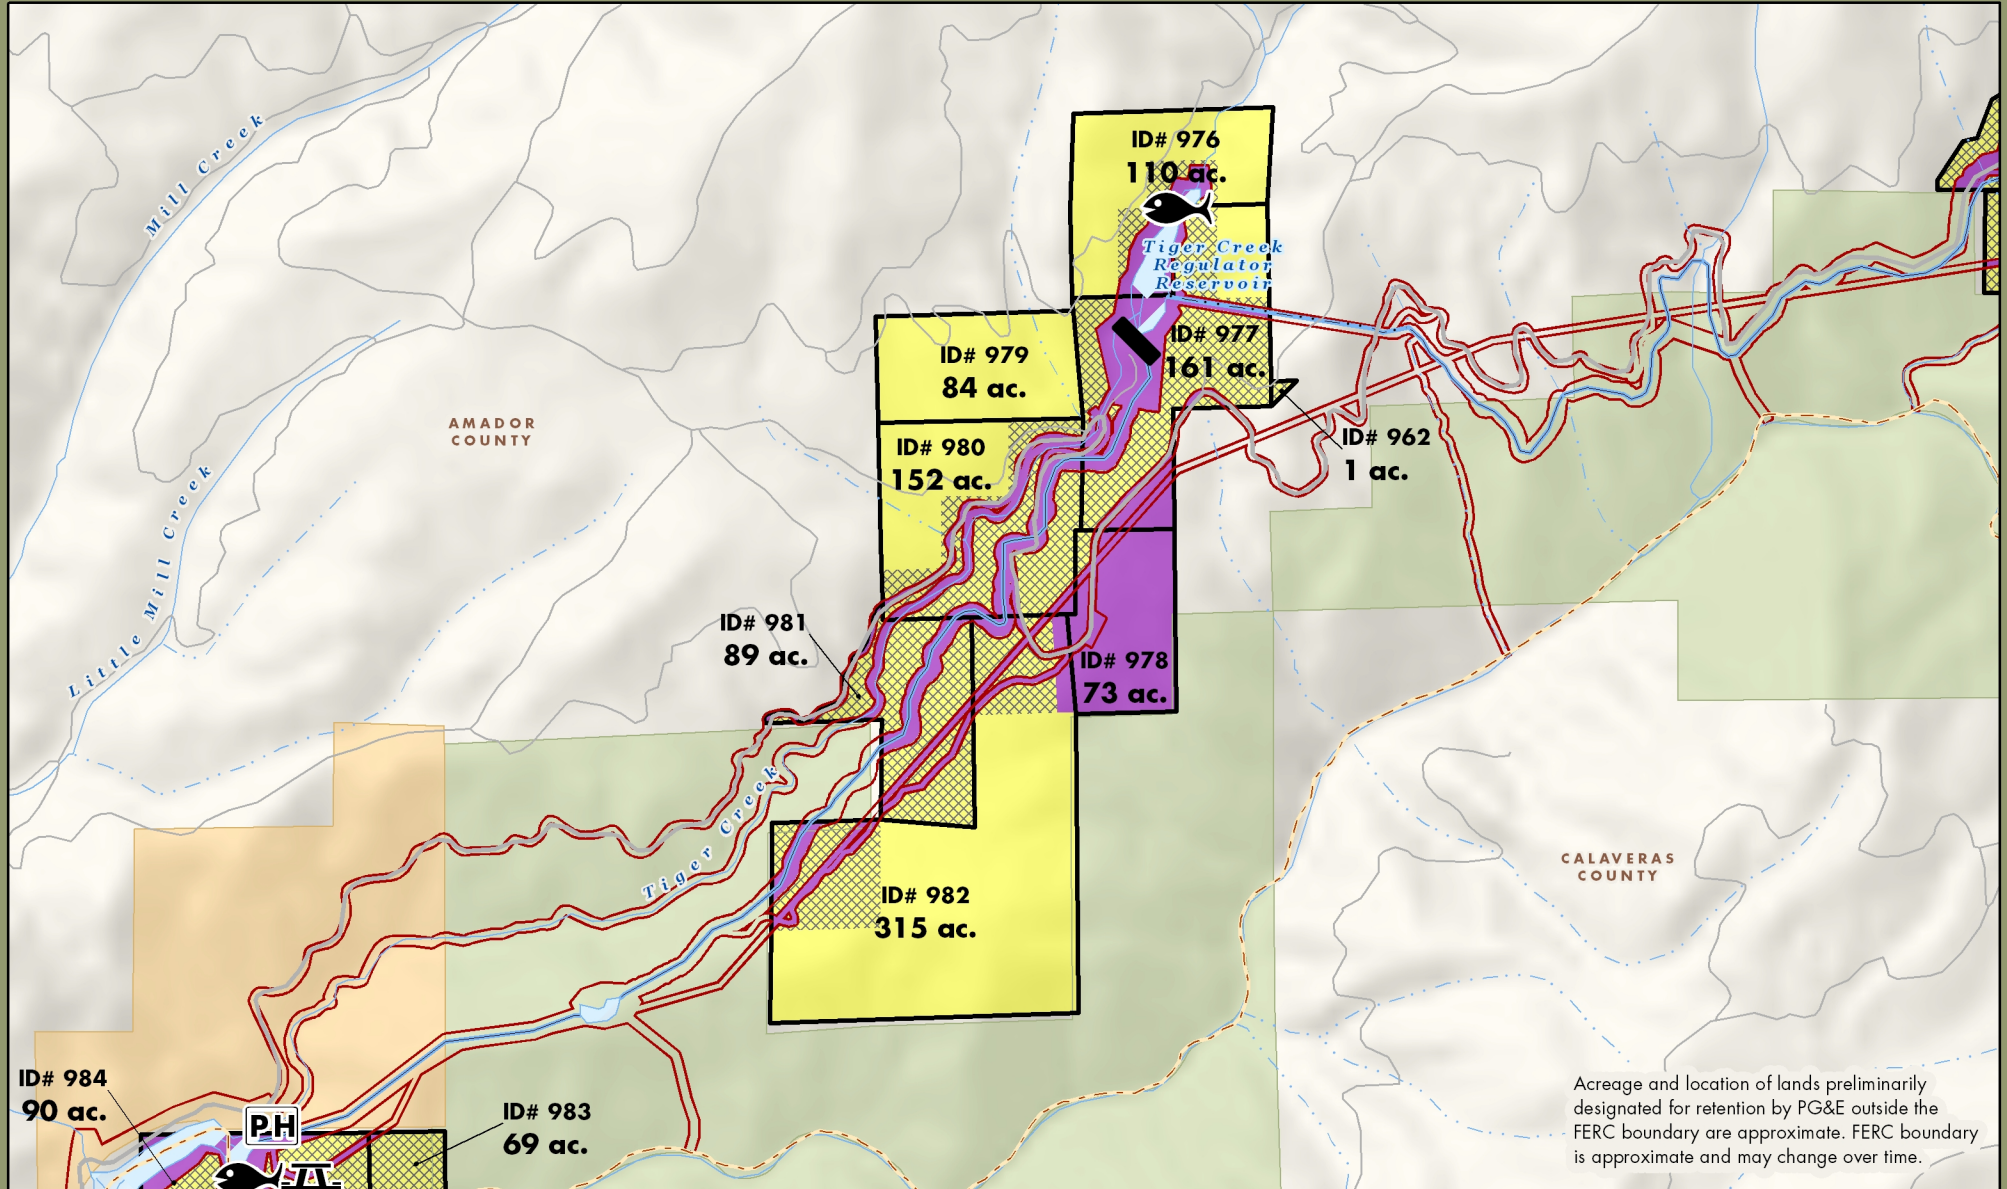 Mill Creek
ID# 976
110 ac.
Tiger Creek
Regulator
Reservoir
ID# 977
161 ac.
ID# 979
84 ac.
AMADOR
COUNTY
ID# 980
152 ac.
ID# 962
1 ac.
Little Mill Creek
ID# 981
89 ac.
ID# 978
73 ac.
Tiger Creek
CALAVERAS
COUNTY
ID# 982
315 ac.
ID# 984
90 ac.
PH
ID# 983
69 ac.
Acreage and location of lands preliminarily
designated for retention by PG&E outside the
FERC boundary are approximate. FERC boundary
is approximate and may change over time.